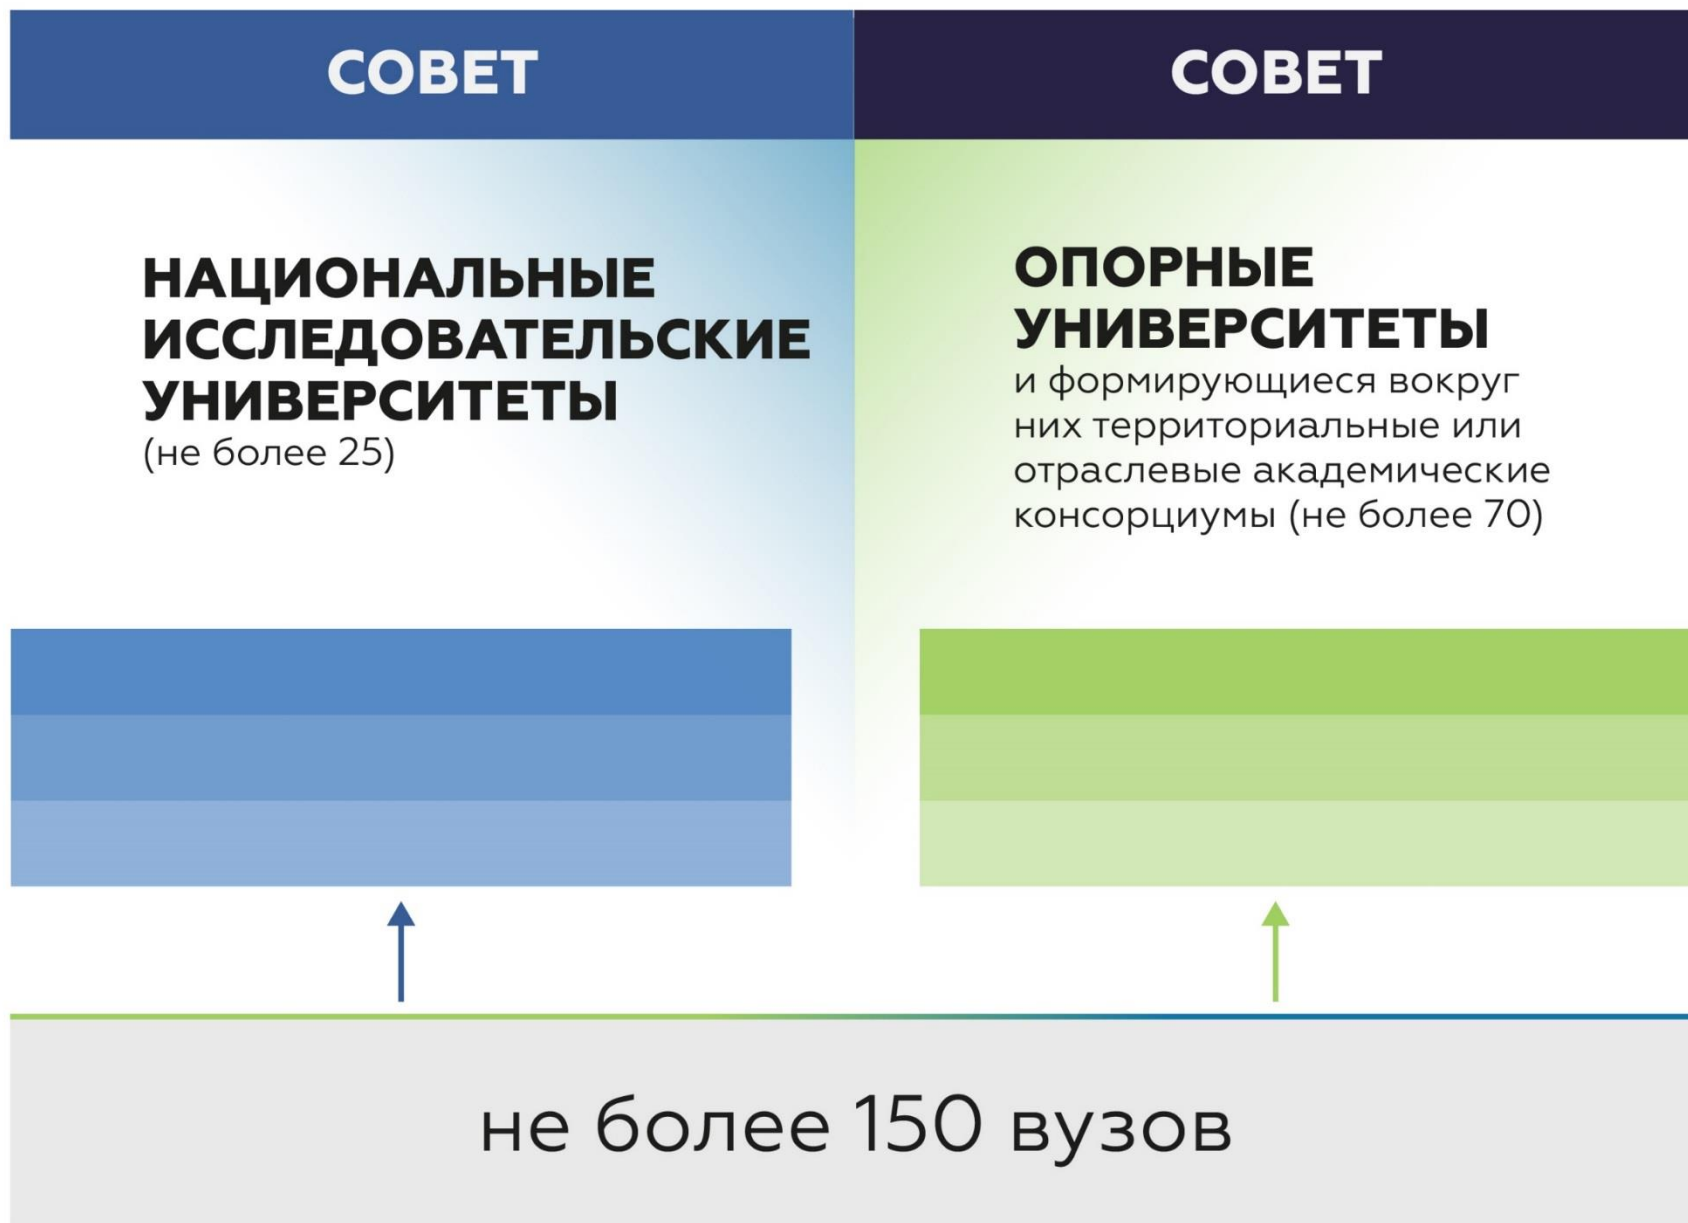 СОВЕТ
НАЦИОНАЛЬНЫЕ
ИССЛЕДОВАТЕЛЬСКИЕ
УНИВЕРСИТЕТЫ
(не более 25)
СОВЕТ
ОПОРНЫЕ
УНИВЕРСИТЕТЫ
и формирующиеся вокруг
них территориальные или
отраслевые академические
консорциумы (не более 70)
не более 150 вузов